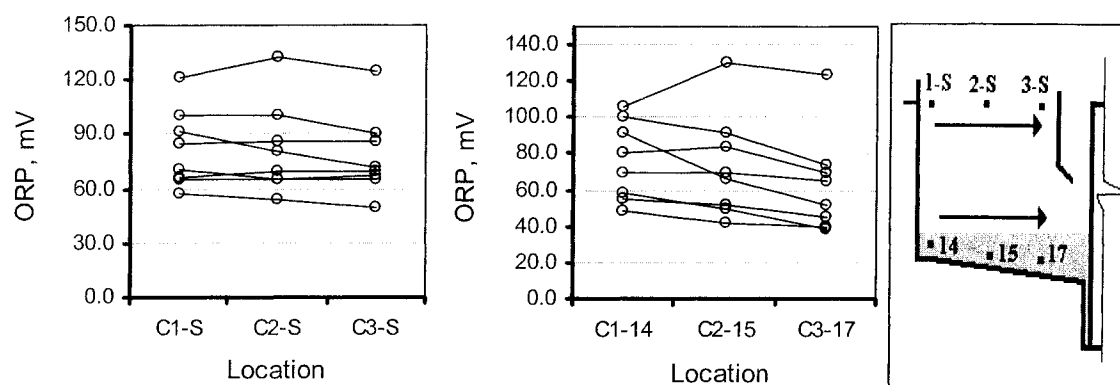 150.0
120.0
90.0
60.0
30.0
0.0
ORP, mV
C1-S C2-S C3-S
Location
140.0
120.0
100.0
80.0
60.0
40.0
20.0
0.0
ORP, mV
C1-14 C2-15 C3-17
Location
1-S 2-S 3-S
14 15 17